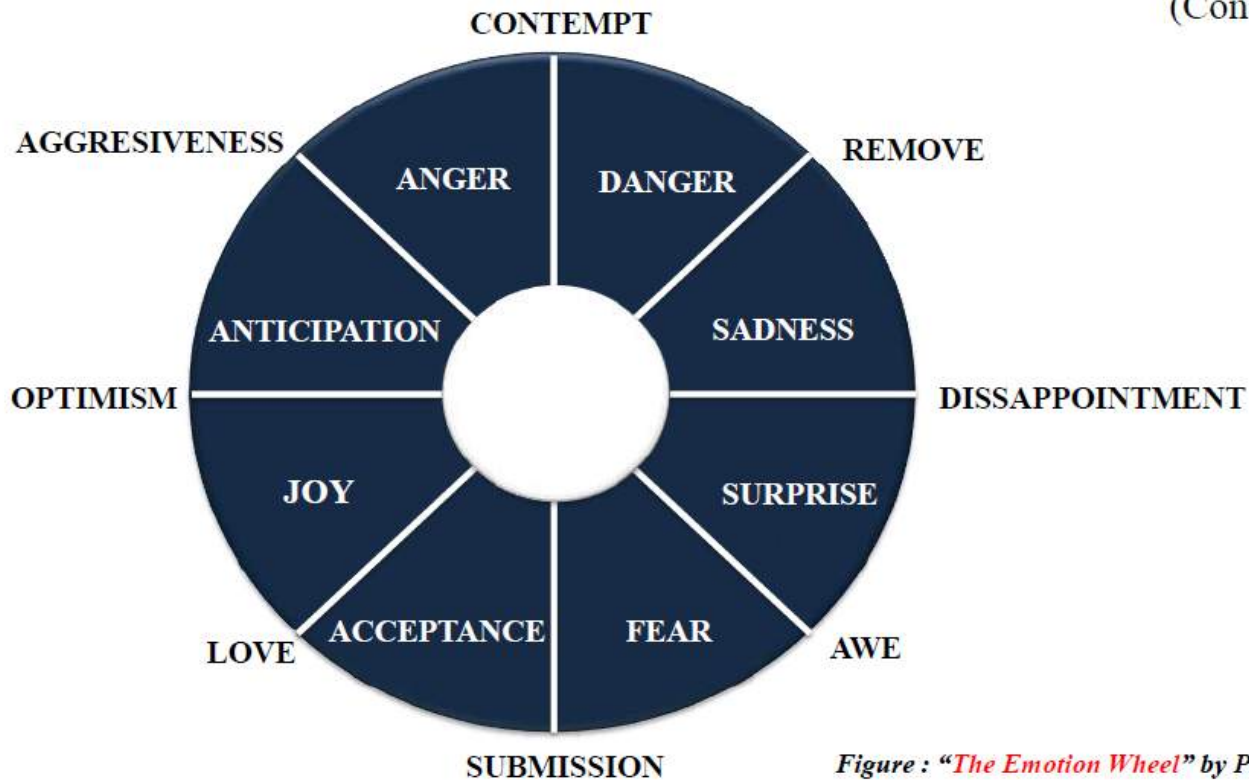 (Con
CONTEMPT
AGGRESIVENESS
REMOVE
ANGER
DANGER
ANTICIPATION
SADNESS
OPTIMISM
DISSAPPOINTMENT
JOY
SURPRISE
LOVE
ACCEPTANCE
FEAR
AWE
SUBMISSION
Figure : “The Emotion Wheel” by P